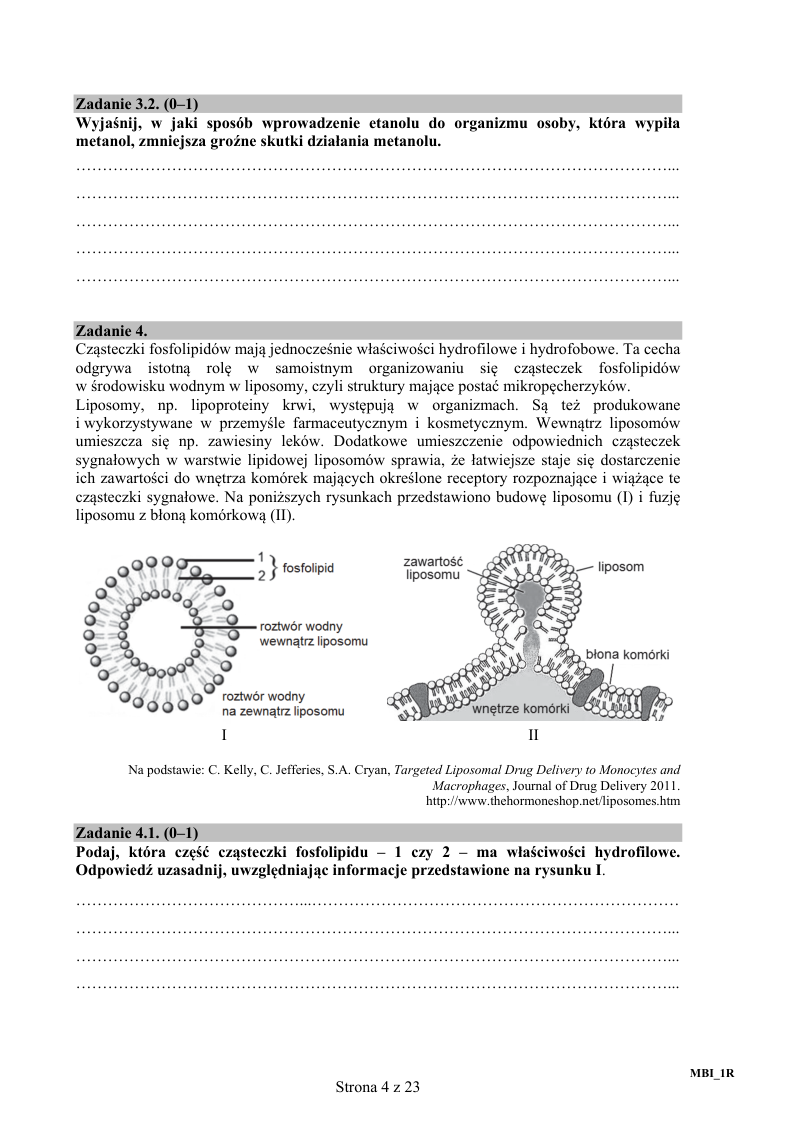 Zadanie 3.2. (0–1)
Wyjaśnij, w jaki sposób wprowadzenie etanolu do organizmu osoby, która wypiła
metanol, zmniejsza groźne skutki działania metanolu.
…………………………………………………………………………………………………...
…………………………………………………………………………………………………...
…………………………………………………………………………………………………...
…………………………………………………………………………………………………...
…………………………………………………………………………………………………...
Zadanie 4.
Cząsteczki fosfolipidów mają jednocześnie właściwości hydrofilowe i hydrofobowe. Ta cecha
odgrywa istotną rolę w samoistnym organizowaniu się cząsteczek fosfolipidów
w środowisku wodnym w liposomy, czyli struktury mające postać mikropęcherzyków.
Liposomy, np. lipoproteiny krwi, występują w organizmach. Są też produkowane
i wykorzystywane w przemyśle farmaceutycznym i kosmetycznym. Wewnątrz liposomów
umieszcza się np. zawiesiny leków. Dodatkowe umieszczenie odpowiednich cząsteczek
sygnałowych w warstwie lipidowej liposomów sprawia, że łatwiejsze staje się dostarczenie
ich zawartości do wnętrza komórek mających określone receptory rozpoznające i wiążące te
cząsteczki sygnałowe. Na poniższych rysunkach przedstawiono budowę liposomu (I) i fuzję
liposomu z błoną komórkową (II).
1
2
fosfolipid
roztwór wodny
wewnątrz liposomu
roztwór wodny
na zewnątrz liposomu
I
zawartość
liposomu
liposom
błona komórki
wnętrze komórki
II
Na podstawie: C. Kelly, C. Jefferies, S.A. Cryan, Targeted Liposomal Drug Delivery to Monocytes and
Macrophages, Journal of Drug Delivery 2011.
http://www.thehormoneshop.net/liposomes.htm
Zadanie 4.1. (0–1)
Podaj, która część cząsteczki fosfolipidu – 1 czy 2 – ma właściwości hydrofilowe.
Odpowiedź uzasadnij, uwzględniając informacje przedstawione na rysunku I.
……………………………………...……………………………………………………………
…………………………………………………………………………………………………...
…………………………………………………………………………………………………...
…………………………………………………………………………………………………...
MBI_1R
Strona 4 z 23